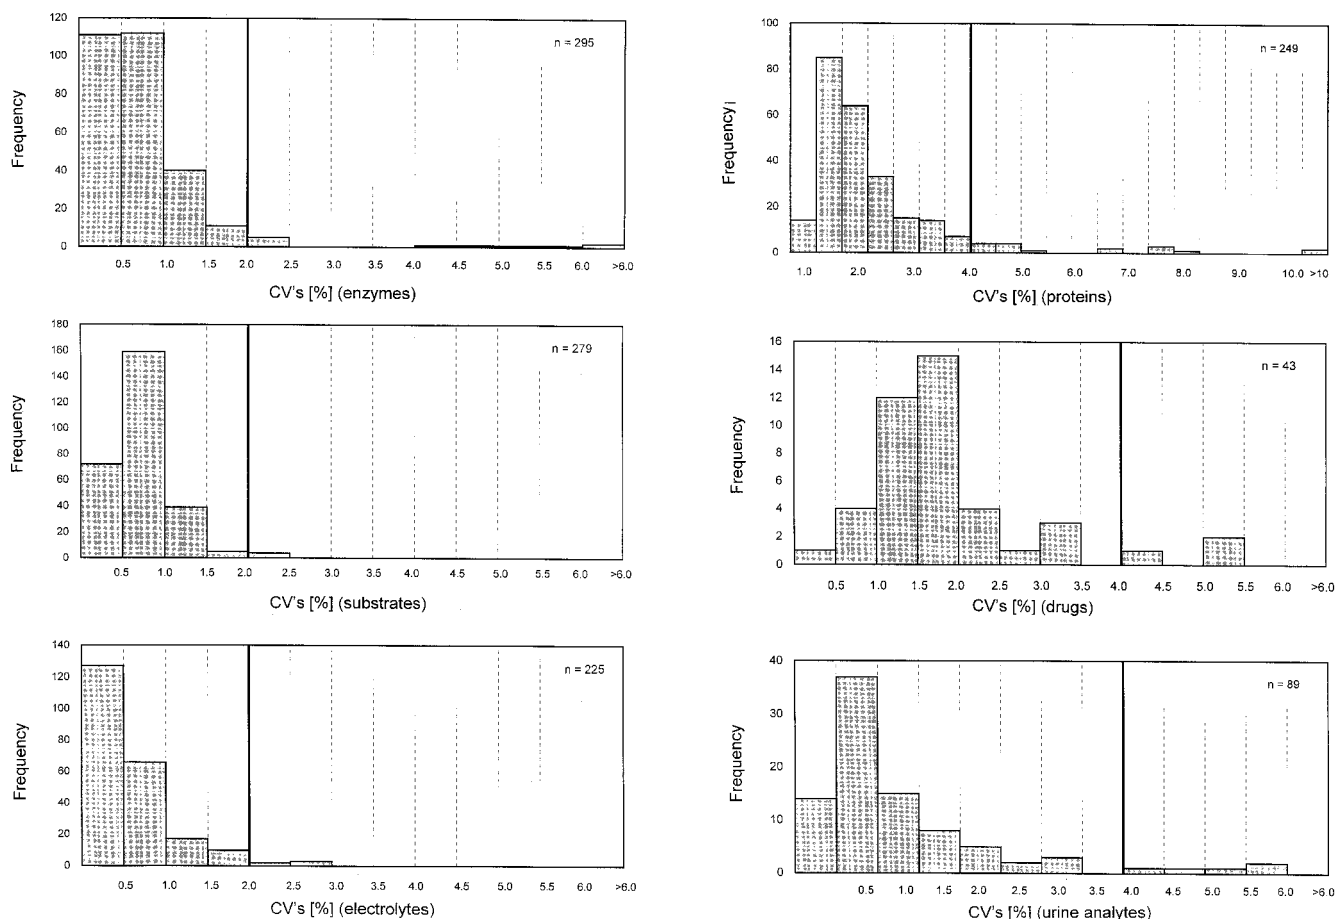 120
100
80
60
40
20
0
Frequency
n = 295
0.5 1.0 1.5 2.0 2.5 3.0 3.5 4.0 4.5 5.0 5.5 6.0 >6.0
CV's [%] (enzymes)
100
80
60
40
20
0
Frequency
n = 249
1.0 2.0 3.0 4.0 5.0 6.0 7.0 8.0 9.0 10.0 >10
CV's [%] (proteins)
180
160
140
120
100
80
60
40
20
0
Frequency
n = 279
0.5 1.0 1.5 2.0 2.5 3.0 3.5 4.0 4.5 5.0 5.5 6.0 >6.0
CV's [%] (substrates)
16
14
12
10
8
6
4
2
0
Frequency
n = 43
0.5 1.0 1.5 2.0 2.5 3.0 3.5 4.0 4.5 5.0 5.5 6.0 >6.0
CV's [%] (drugs)
140
120
100
80
60
40
20
0
Frequency
n = 225
0.5 1.0 1.5 2.0 2.5 3.0 3.5 4.0 4.5 5.0 5.5 6.0 >6.0
CV's [%] (electrolytes)
40
30
20
10
0
Frequency
n = 89
0.5 1.0 1.5 2.0 2.5 3.0 3.5 4.0 4.5 5.0 5.5 6.0 >6.0
CV's [%] (urine analytes)